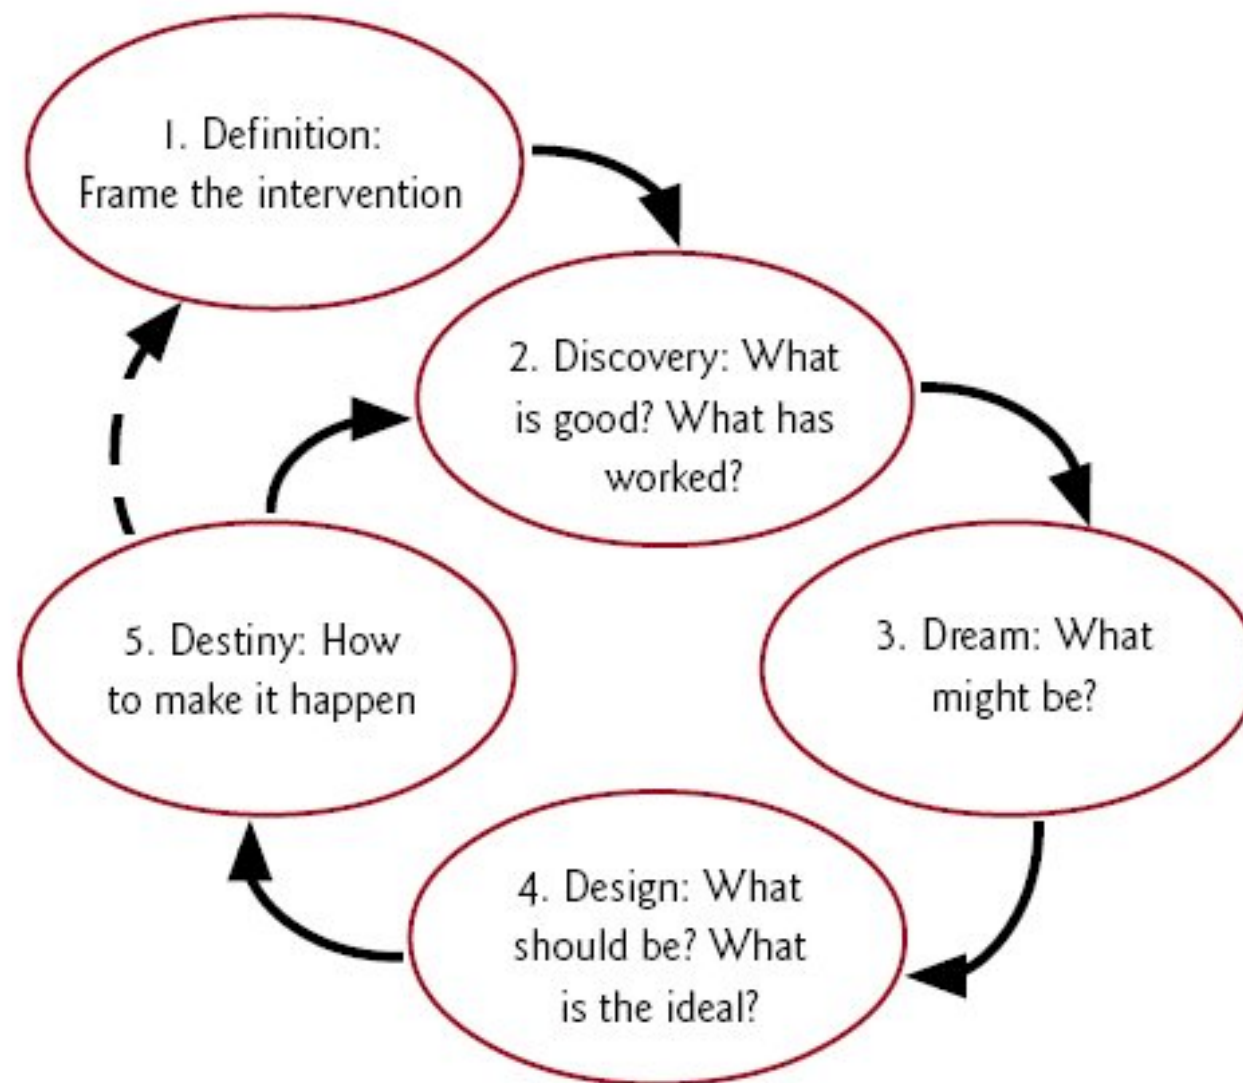 1. Definition:
Frame the intervention
2. Discovery: What
is good? What has
worked?
3. Dream: What
might be?
4. Design: What
should be? What
is the ideal?
5. Destiny: How
to make it happen